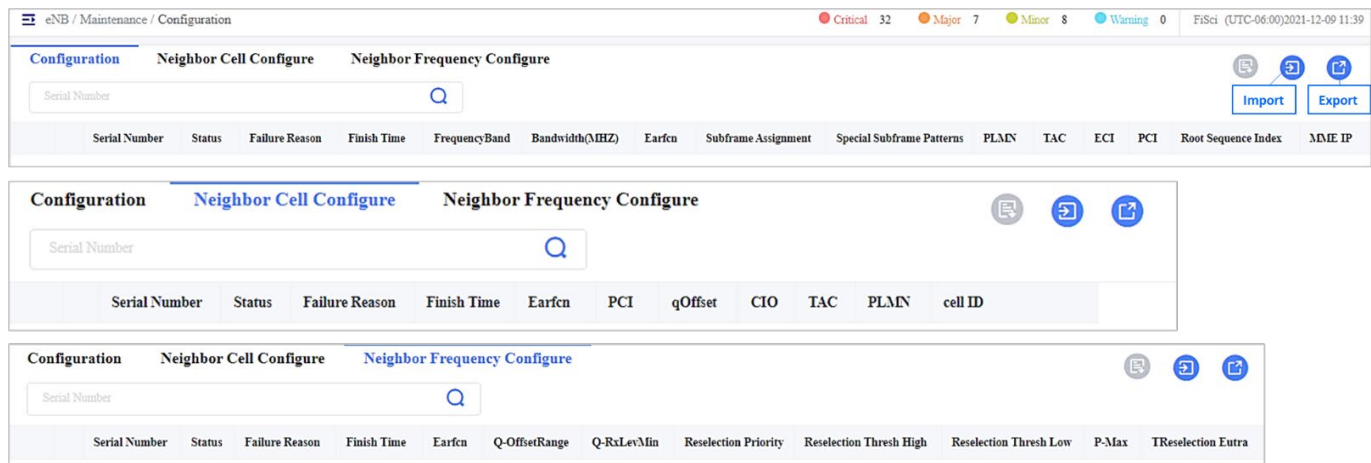 eNB / Maintenance / Configuration Critical 32 Major 7 Minor 8 Warning 0 FiSci (UTC-06:00)2021-12-09 11:39
Configuration Neighbor Cell Configure Neighbor Frequency Configure
Serial Number
Import Export
Serial Number Status Failure Reason Finish Time FrequencyBand Bandwidth(MHZ) Earfcn Subframe Assignment Special Subframe Patterns PLMN TAC ECI PCI Root Sequence Index MME IP
Configuration Neighbor Cell Configure Neighbor Frequency Configure
Serial Number
Serial Number Status Failure Reason Finish Time Earfcn PCI qOffset CIO TAC PLMN cell ID
Configuration Neighbor Cell Configure Neighbor Frequency Configure
Serial Number
Serial Number Status Failure Reason Finish Time Earfcn Q-OffsetRange Q-RxLevMin Reselection Priority Reselection Thresh High Reselection Thresh Low P-Max TReselection Eutra